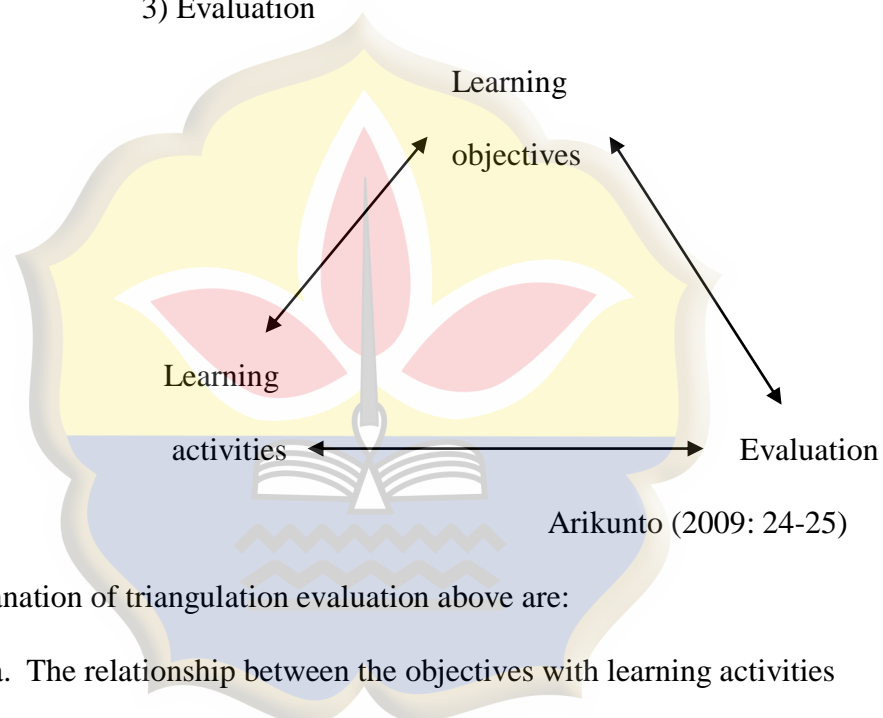 3) Evaluation
Learning
objectives
Learning
activities
Evaluation
Arikunto (2009: 24-25)
of triangulation evaluation above are:
The relationship between the objectives with learning activities